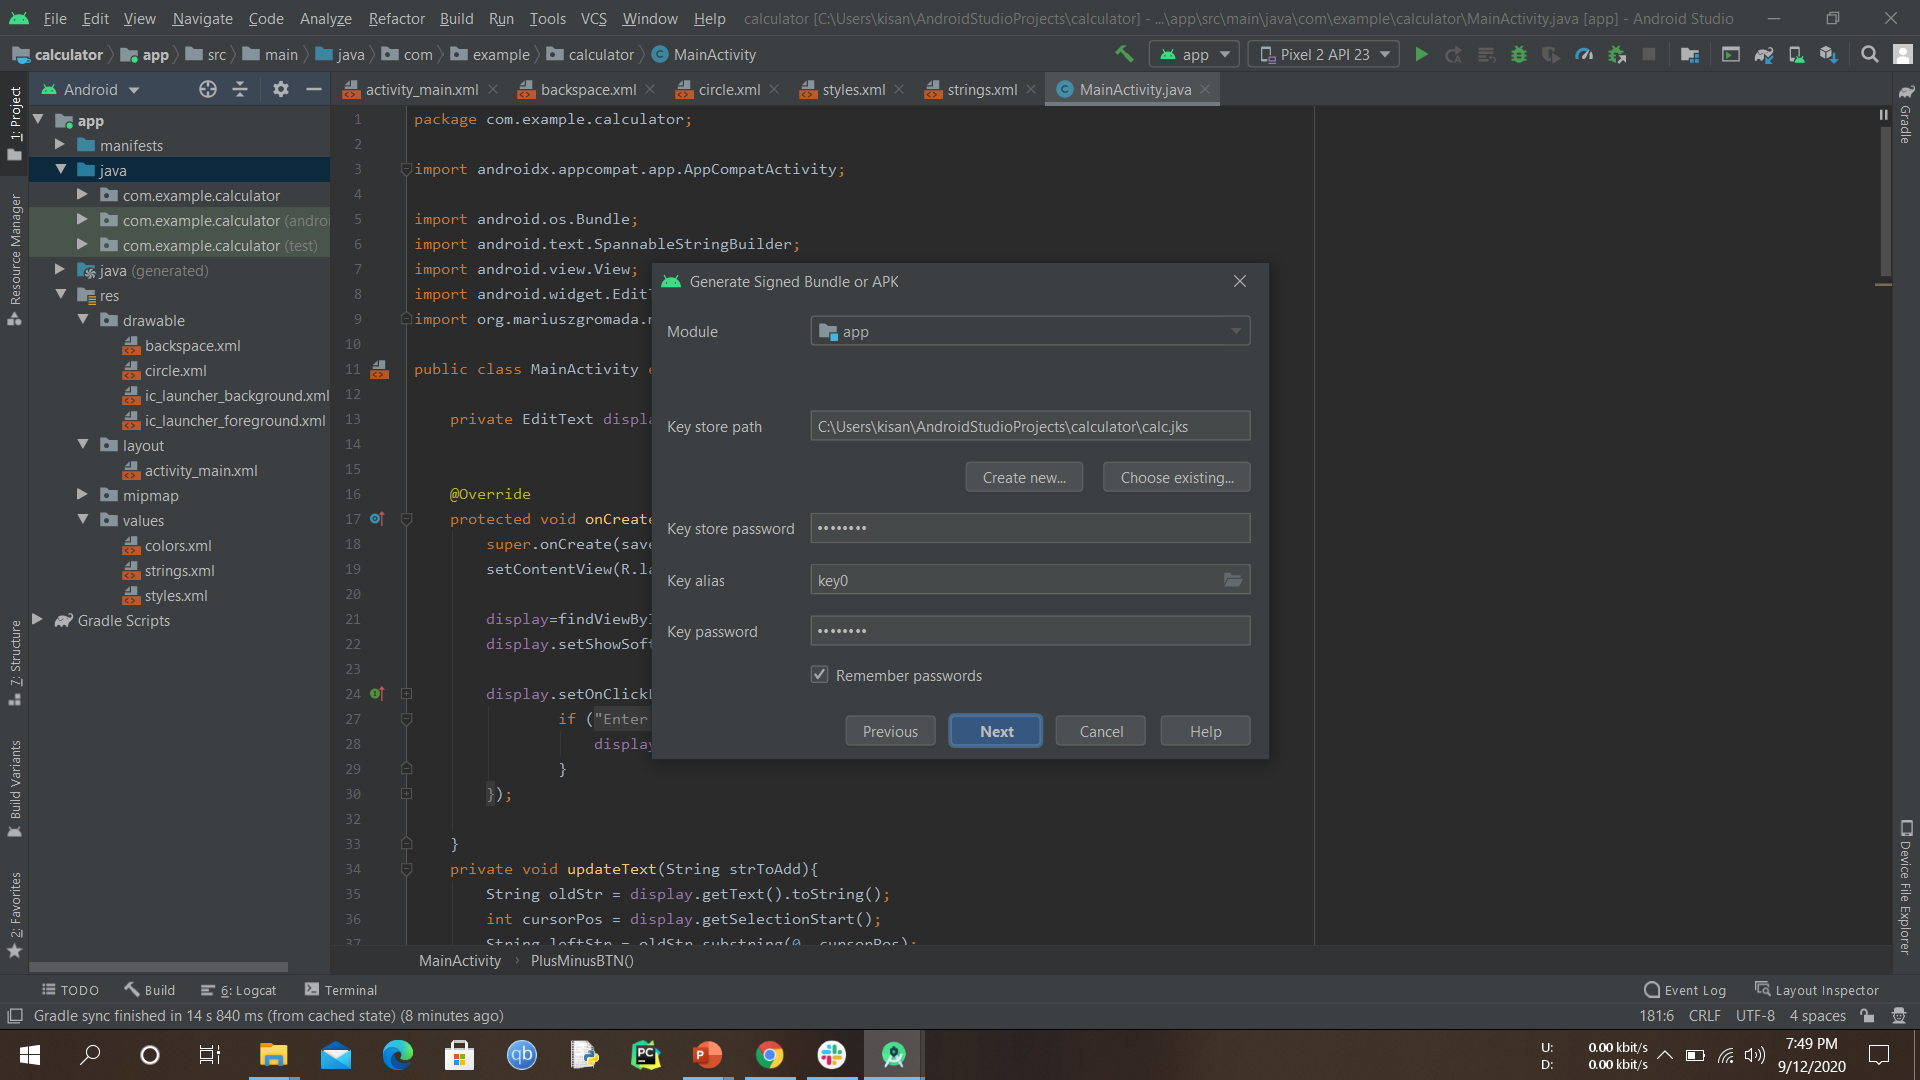 File Edit View Navigate Code Analyze Refactor Build Run Tools VCS Window Help calculator [C:\Users\kisan\AndroidStudioProjects\calculator] - ...\app\src\main\java\com\example\calculator\MainActivity.java [app] - Android Studio
calculator app src main java com example calculator MainActivity app Pixel 2 API 23
Android
activity_main.xml backspace.xml circle.xml styles.xml strings.xml MainActivity.java
1: Project
Resource Manager
7: Structure
Build Variants
2: Favorites
app
manifests
java
com.example.calculator
com.example.calculator (androi
com.example.calculator (test)
java (generated)
res
drawable
backspace.xml
circle.xml
ic_launcher_background.xml
ic_launcher_foreground.xml
layout
activity_main.xml
mipmap
values
colors.xml
strings.xml
styles.xml
Gradle Scripts
1 package com.example.calculator;
2
3 import androidx.appcompat.app.AppCompatActivity;
4
5 import android.os.Bundle;
6 import android.text.SpannableStringBuilder;
7 import android.view.View;
8 import android.widget.EditT
9 import org.mariuszgromada.m
10
11 public class MainActivity e
12
13 private EditText displa
14
15
16 @Override
17 protected void onCreate
18 super.onCreate(save
19 setContentView(R.la
20
21 display=findViewByI
22 display.setShowSoft
23
24 display.setOnClickL
27 if ("Enter
28 display
29 }
30 });
32
33 }
34 private void updateText(String strToAdd){
35 String oldStr = display.getText().toString();
36 int cursorPos = display.getSelectionStart();
37 String leftStr = oldStr.substring(0, cursorPos);
Generate Signed Bundle or APK
Module app
Key store path C:\Users\kisan\AndroidStudioProjects\calculator\calc.jks
Create new... Choose existing...
Key store password ••••••••
Key alias key0
Key password ••••••••
Remember passwords
Previous Next Cancel Help
Gradle
Device File Explorer
MainActivity PlusMinusBTN()
TODO Build 6: Logcat Terminal Event Log Layout Inspector
Gradle sync finished in 14 s 840 ms (from cached state) (8 minutes ago) 181:6 CRLF UTF-8 4 spaces
qb PC P
U: 0.00 kbit/s
D: 0.00 kbit/s
7:49 PM
9/12/2020